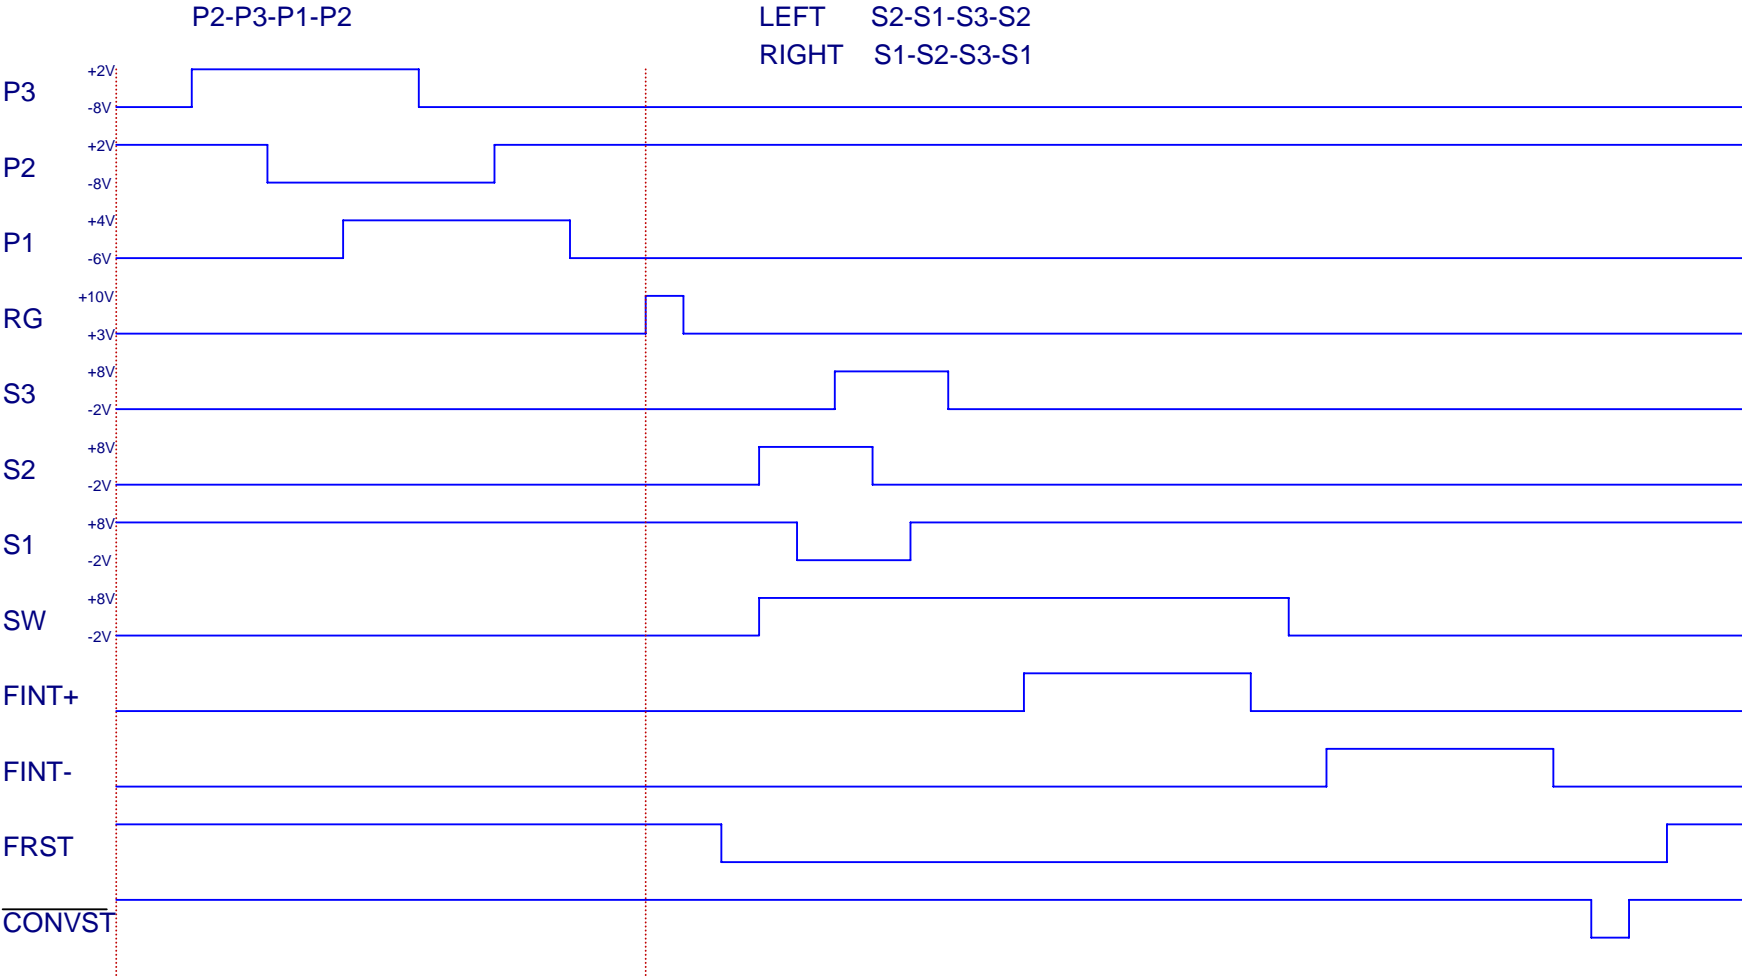 P2-P3-P1-P2
LEFT S2-S1-S3-S2
RIGHT S1-S2-S3-S1
P3 +2V
-8V
P2 +2V
-8V
P1 +4V
-6V
RG +10V
+3V
S3 +8V
-2V
S2 +8V
-2V
S1 +8V
-2V
SW +8V
-2V
FINT+
FINT-
FRST
CONVST